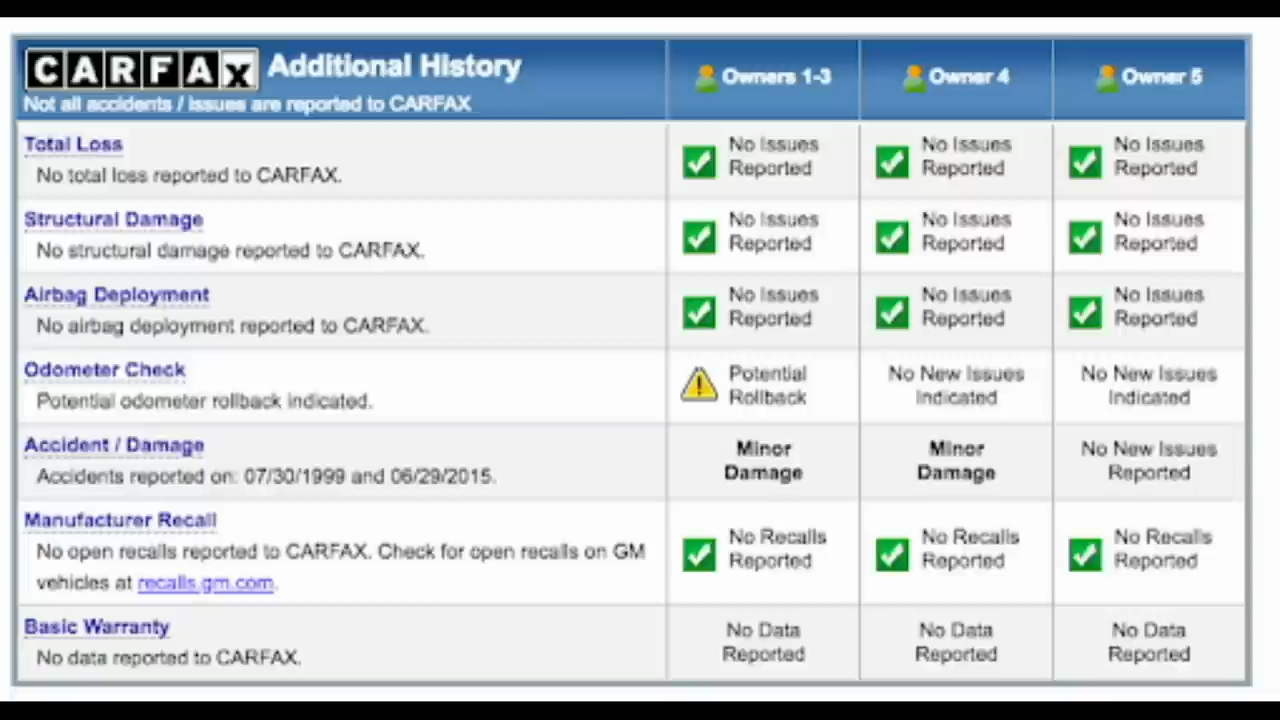 CARFAX Additional History
Not all accidents / issues are reported to CARFAX
Owners 1-3
Owner 4
Owner 5
Total Loss
No total loss reported to CARFAX.
No Issues
Reported
No Issues
Reported
No Issues
Reported
Structural Damage
No structural damage reported to CARFAX.
No Issues
Reported
No Issues
Reported
No Issues
Reported
Airbag Deployment
No airbag deployment reported to CARFAX.
No Issues
Reported
No Issues
Reported
No Issues
Reported
Odometer Check
Potential odometer rollback indicated.
Potential
Rollback
No New Issues
Indicated
No New Issues
Indicated
Accident / Damage
Accidents reported on: 07/30/1999 and 06/29/2015.
Minor
Damage
Minor
Damage
No New Issues
Reported
Manufacturer Recall
No open recalls reported to CARFAX. Check for open recalls on GM
vehicles at recalls.gm.com.
No Recalls
Reported
No Recalls
Reported
No Recalls
Reported
Basic Warranty
No data reported to CARFAX.
No Data
Reported
No Data
Reported
No Data
Reported